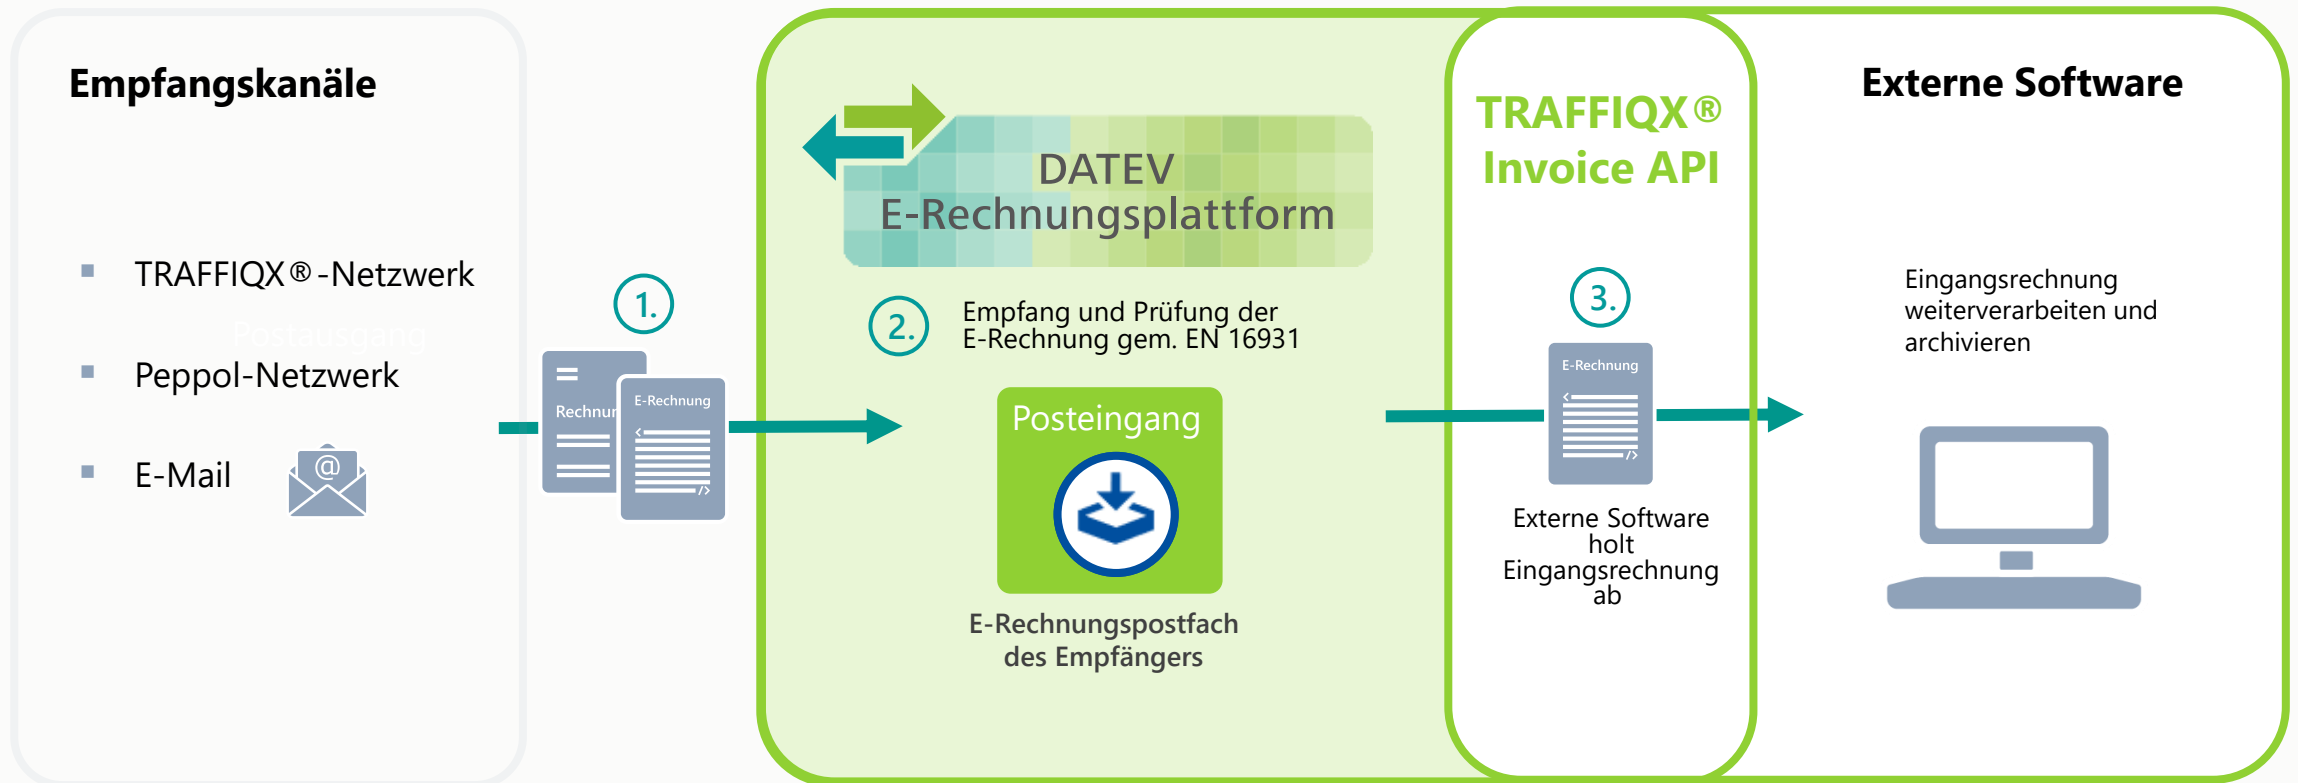 Empfangskanäle
TRAFFIQX®-Netzwerk
Postausgang
Peppol-Netzwerk
E-Mail
@
1.
Rechnur
E-Rechnung
DATEV
E-Rechnungsplattform
2.
Empfang und Prüfung der
E-Rechnung gem. EN 16931
Posteingang
E-Rechnungspostfach
des Empfängers
TRAFFIQX®
Invoice API
3.
E-Rechnung
Externe Software
holt
Eingangsrechnung
ab
Externe Software
Eingangsrechnung
weiterverarbeiten und
archivieren